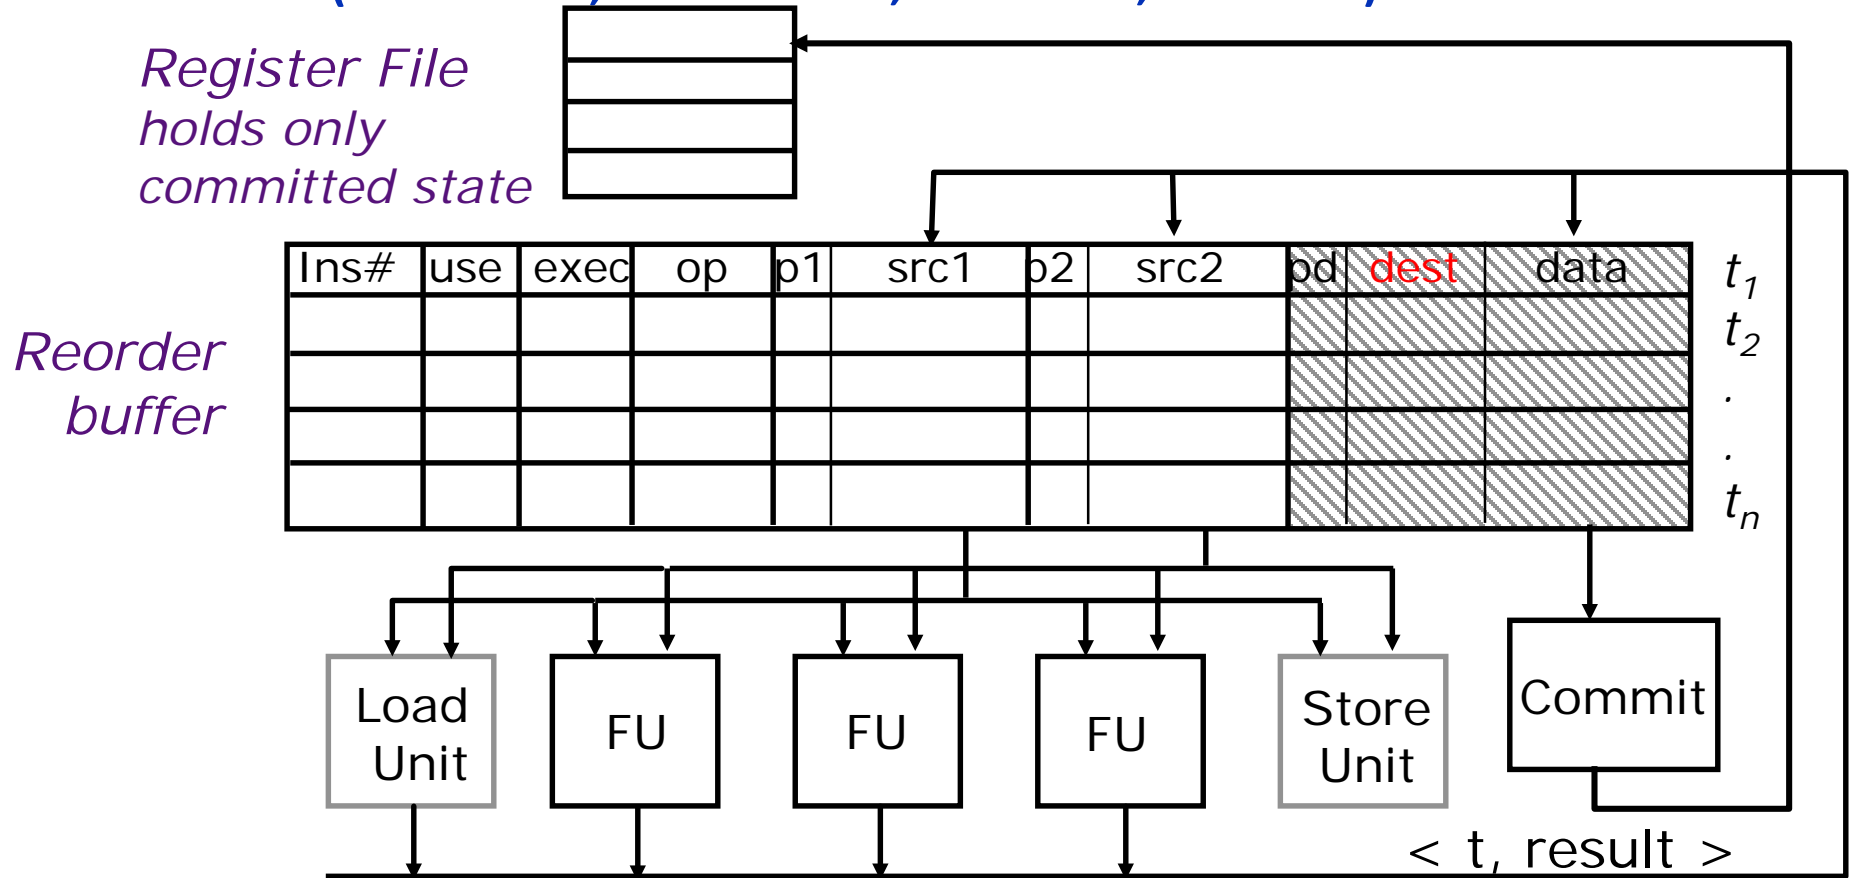 Register File
holds only
committed state
Ins# use exec op p1 src1 p2 src2 pd dest data t1
t2
Reorder
buffer
.
.
tn
Load
Unit
FU
FU
FU
Store
Unit
Commit
< t, result >